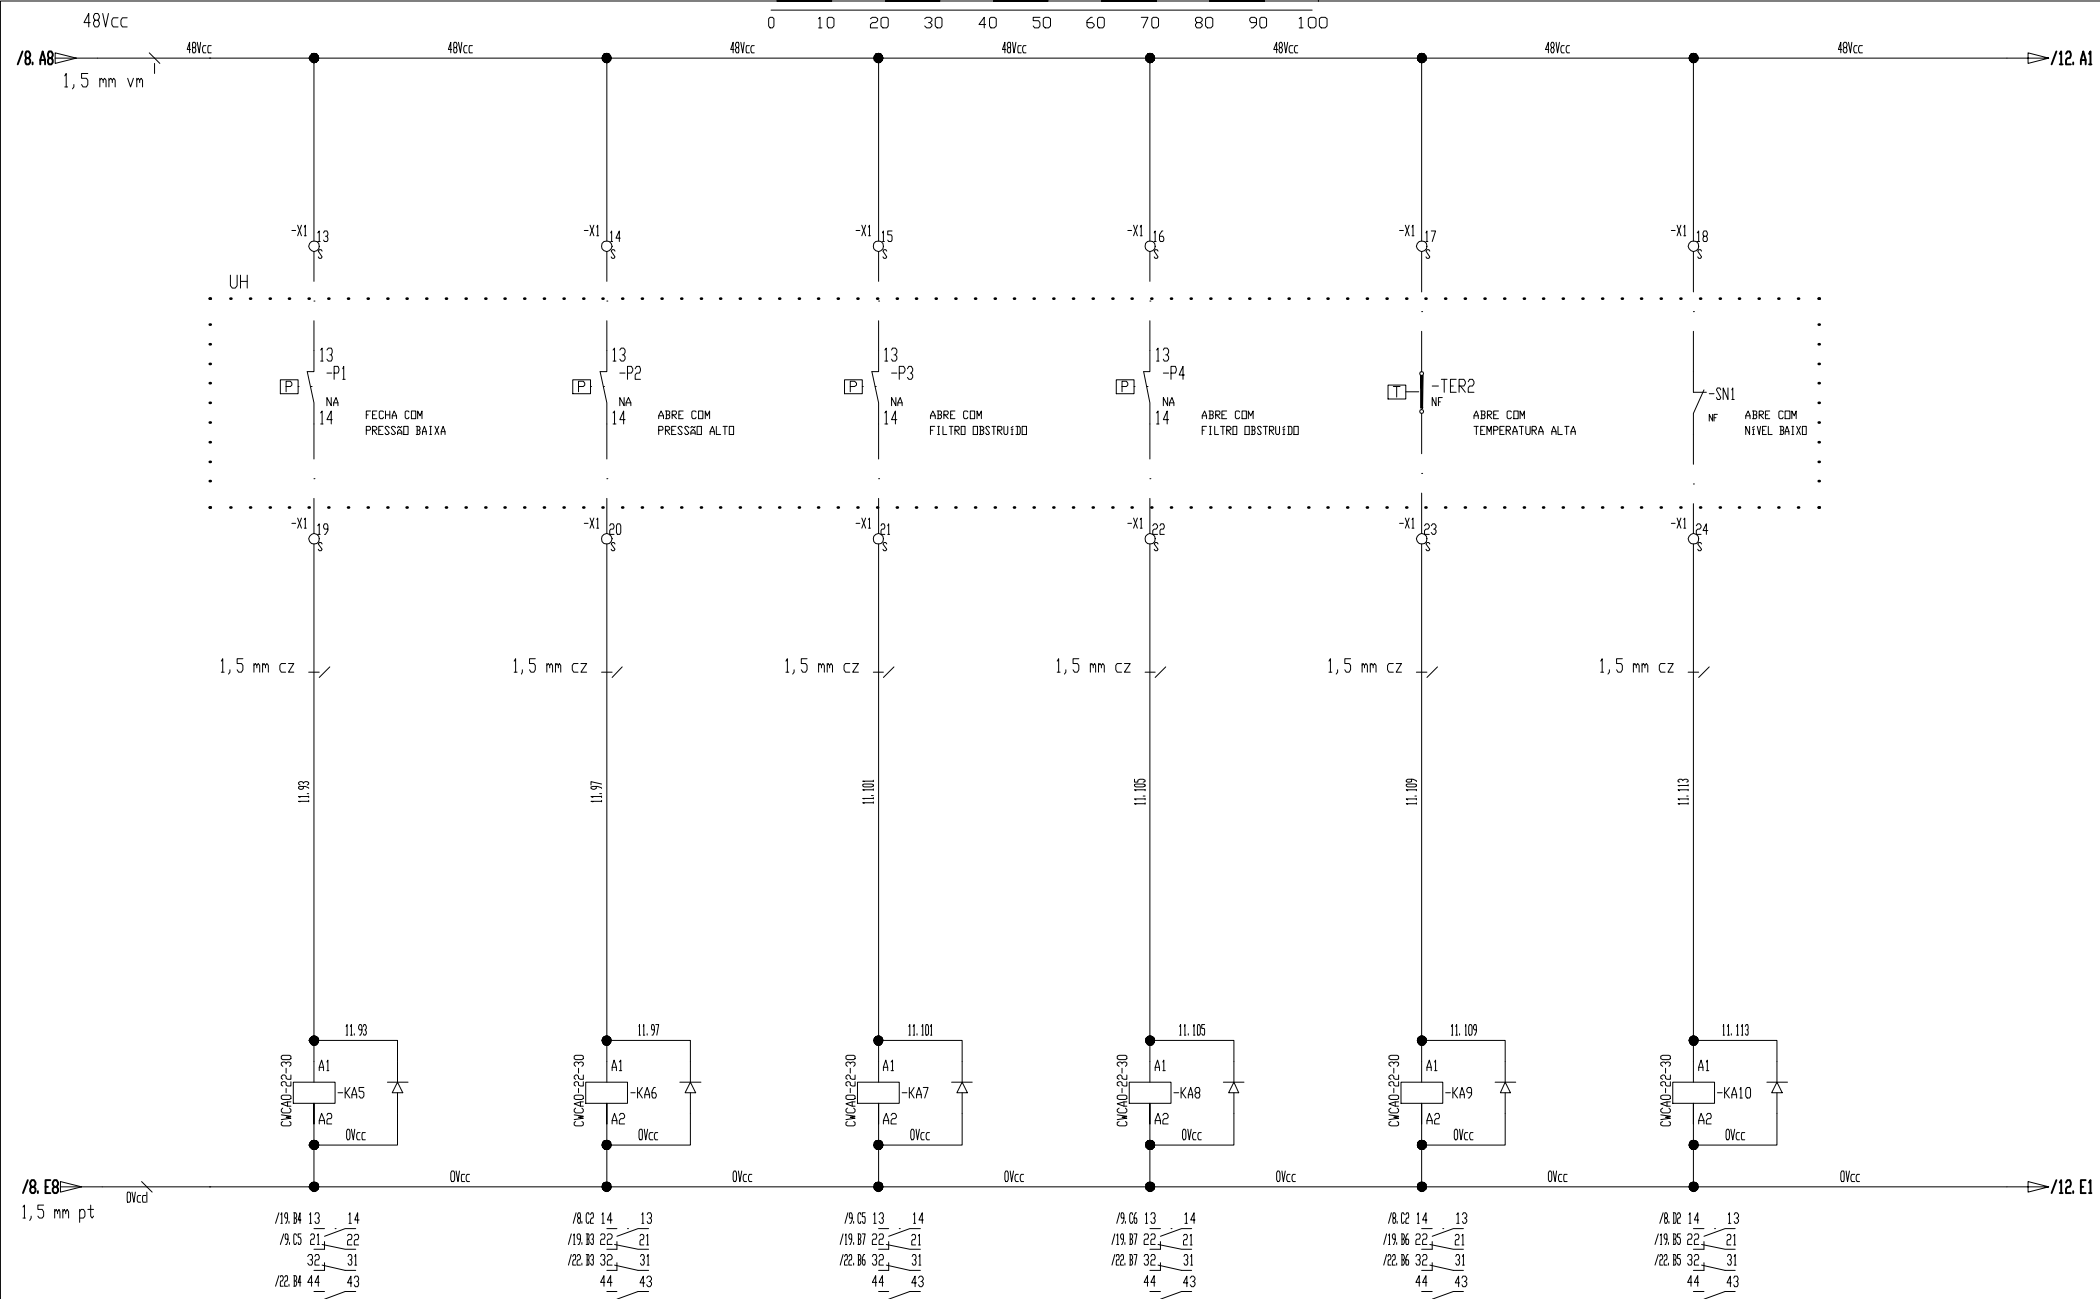 48Vcc
0 10 20 30 40 50 60 70 80 90 100
/8.A8 48Vcc 48Vcc 48Vcc 48Vcc 48Vcc 48Vcc 48Vcc /12.A1
1,5 mm vm
-X1 13 -X1 14 -X1 15 -X1 16 -X1 17 -X1 18
S S S S S S
UH
13 13 13 13
P -P1 P -P2 P -P3 P -P4 T -TER2 -SN1
NA NA NA NA NF NF
14 14 14 14
FECHA COM ABRE COM ABRE COM ABRE COM ABRE COM ABRE COM
PRESSãO BAIXA PRESSãO ALTO FILTRO OBSTRUíDO FILTRO OBSTRUíDO TEMPERATURA ALTA NíVEL BAIXO
-X1 19 -X1 20 -X1 21 -X1 22 -X1 23 -X1 24
S S S S S S
1,5 mm cz 1,5 mm cz 1,5 mm cz 1,5 mm cz 1,5 mm cz 1,5 mm cz
11.93 11.97 11.101 11.105 11.109 11.113
11.93 11.97 11.101 11.105 11.109 11.113
CWCA0-22-30 CWCA0-22-30 CWCA0-22-30 CWCA0-22-30 CWCA0-22-30 CWCA0-22-30
A1 A1 A1 A1 A1 A1
-KA5 -KA6 -KA7 -KA8 -KA9 -KA10
A2 A2 A2 A2 A2 A2
0Vcc 0Vcc 0Vcc 0Vcc 0Vcc 0Vcc
/8.E8 0Vcd 0Vcc 0Vcc 0Vcc 0Vcc 0Vcc 0Vcc /12.E1
1,5 mm pt
/19.B4 13 14 /8.C2 14 13 /9.C5 13 14 /9.C6 13 14 /8.C2 14 13 /8.D2 14 13
/9.C5 21 22 /19.B3 22 21 /19.B7 22 21 /19.B7 22 21 /19.B6 22 21 /19.B5 22 21
32 31 /22.B3 32 31 /22.B6 32 31 /22.B7 32 31 /22.B6 32 31 /22.B5 32 31
/22.B4 44 43 44 43 44 43 44 43 44 43 44 43